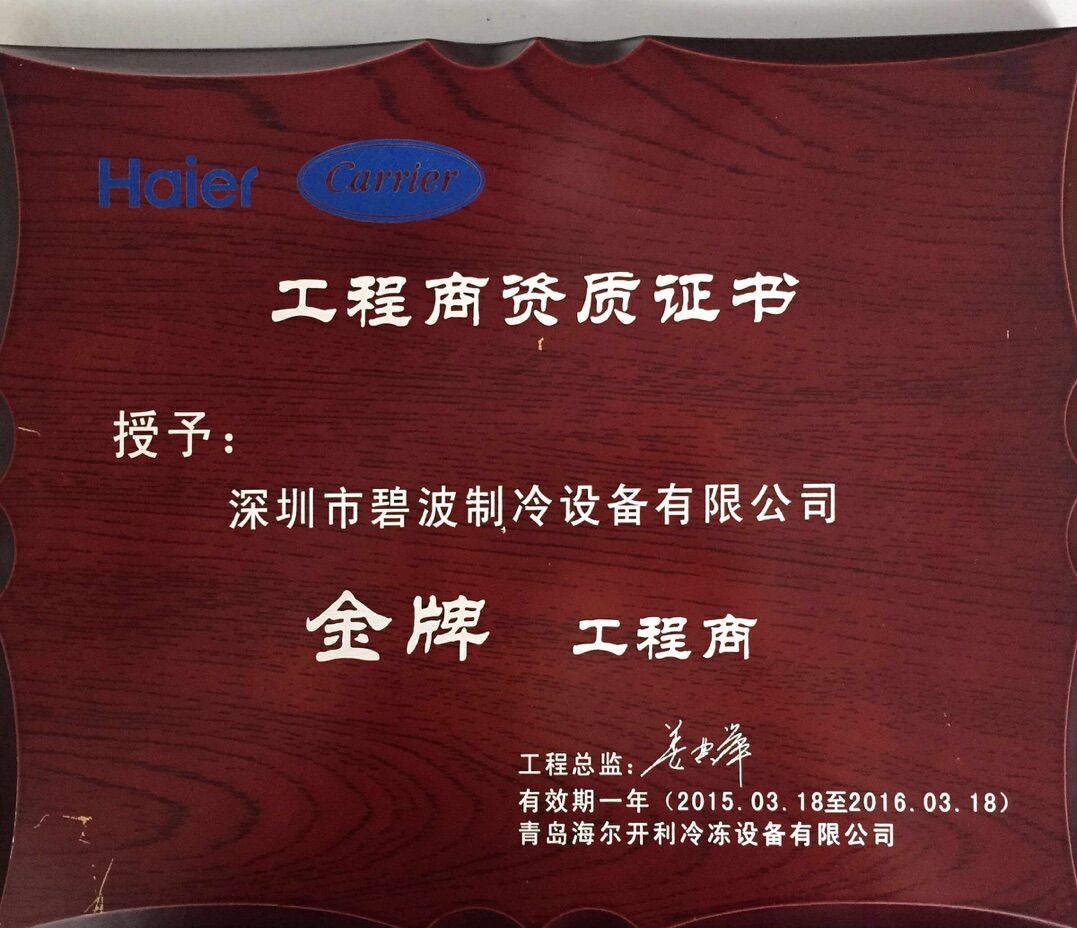 Haier Carrier
工程商资质证书
授予：
深圳市碧波制冷设备有限公司
金牌 工程商
工程总监：
有效期一年（2015.03.18至2016.03.18）
青岛海尔开利冷冻设备有限公司